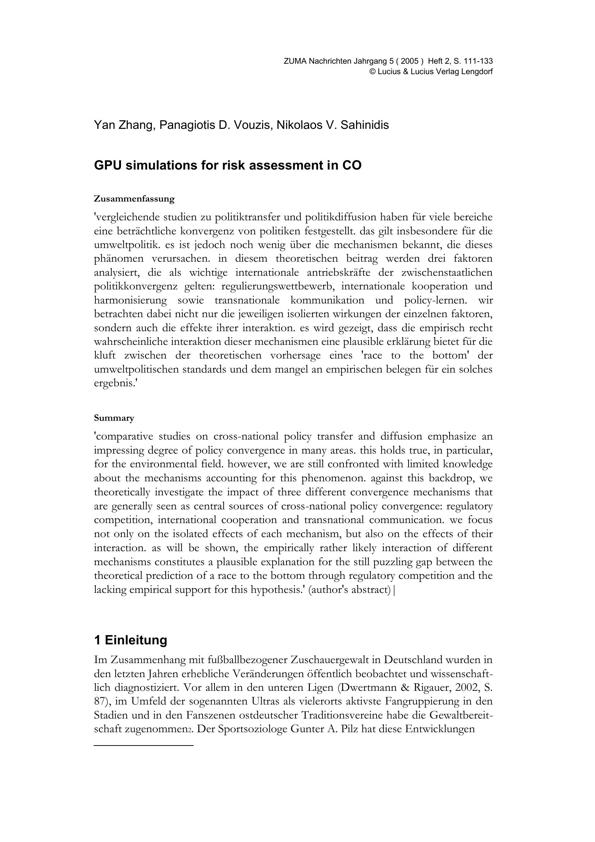 ZUMA Nachrichten Jahrgang 5 ( 2005 ) Heft 2, S. 111-133
© Lucius & Lucius Verlag Lengdorf
Yan Zhang, Panagiotis D. Vouzis, Nikolaos V. Sahinidis
GPU simulations for risk assessment in CO
Zusammenfassung
'vergleichende studien zu politiktransfer und politikdiffusion haben für viele bereiche
eine beträchtliche konvergenz von politiken festgestellt. das gilt insbesondere für die
umweltpolitik. es ist jedoch noch wenig über die mechanismen bekannt, die dieses
phänomen verursachen. in diesem theoretischen beitrag werden drei faktoren
analysiert, die als wichtige internationale antriebskräfte der zwischenstaatlichen
politikkonvergenz gelten: regulierungswettbewerb, internationale kooperation und
harmonisierung sowie transnationale kommunikation und policy-lernen. wir
betrachten dabei nicht nur die jeweiligen isolierten wirkungen der einzelnen faktoren,
sondern auch die effekte ihrer interaktion. es wird gezeigt, dass die empirisch recht
wahrscheinliche interaktion dieser mechanismen eine plausible erklärung bietet für die
kluft zwischen der theoretischen vorhersage eines 'race to the bottom' der
umweltpolitischen standards und dem mangel an empirischen belegen für ein solches
ergebnis.'
Summary
'comparative studies on cross-national policy transfer and diffusion emphasize an
impressing degree of policy convergence in many areas. this holds true, in particular,
for the environmental field. however, we are still confronted with limited knowledge
about the mechanisms accounting for this phenomenon. against this backdrop, we
theoretically investigate the impact of three different convergence mechanisms that
are generally seen as central sources of cross-national policy convergence: regulatory
competition, international cooperation and transnational communication. we focus
not only on the isolated effects of each mechanism, but also on the effects of their
interaction. as will be shown, the empirically rather likely interaction of different
mechanisms constitutes a plausible explanation for the still puzzling gap between the
theoretical prediction of a race to the bottom through regulatory competition and the
lacking empirical support for this hypothesis.' (author's abstract)|
1 Einleitung
Im Zusammenhang mit fußballbezogener Zuschauergewalt in Deutschland wurden in
den letzten Jahren erhebliche Veränderungen öffentlich beobachtet und wissenschaft-
lich diagnostiziert. Vor allem in den unteren Ligen (Dwertmann & Rigauer, 2002, S.
87), im Umfeld der sogenannten Ultras als vielerorts aktivste Fangruppierung in den
Stadien und in den Fanszenen ostdeutscher Traditionsvereine habe die Gewaltbereit-
schaft zugenommen2. Der Sportsoziologe Gunter A. Pilz hat diese Entwicklungen